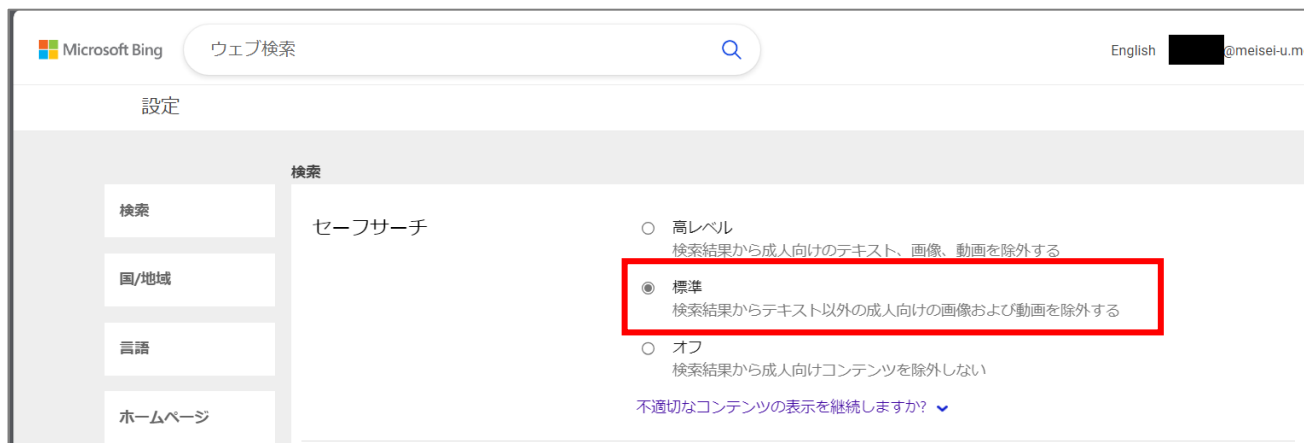 Microsoft Bing
ウェブ検索
English
@meisei-u.m
設定
検索
検索
セーフサーチ
高レベル
検索結果から成人向けのテキスト、画像、動画を除外する
国/地域
標準
検索結果からテキスト以外の成人向けの画像および動画を除外する
言語
オフ
検索結果から成人向けコンテンツを除外しない
不適切なコンテンツの表示を継続しますか?
ホームページ